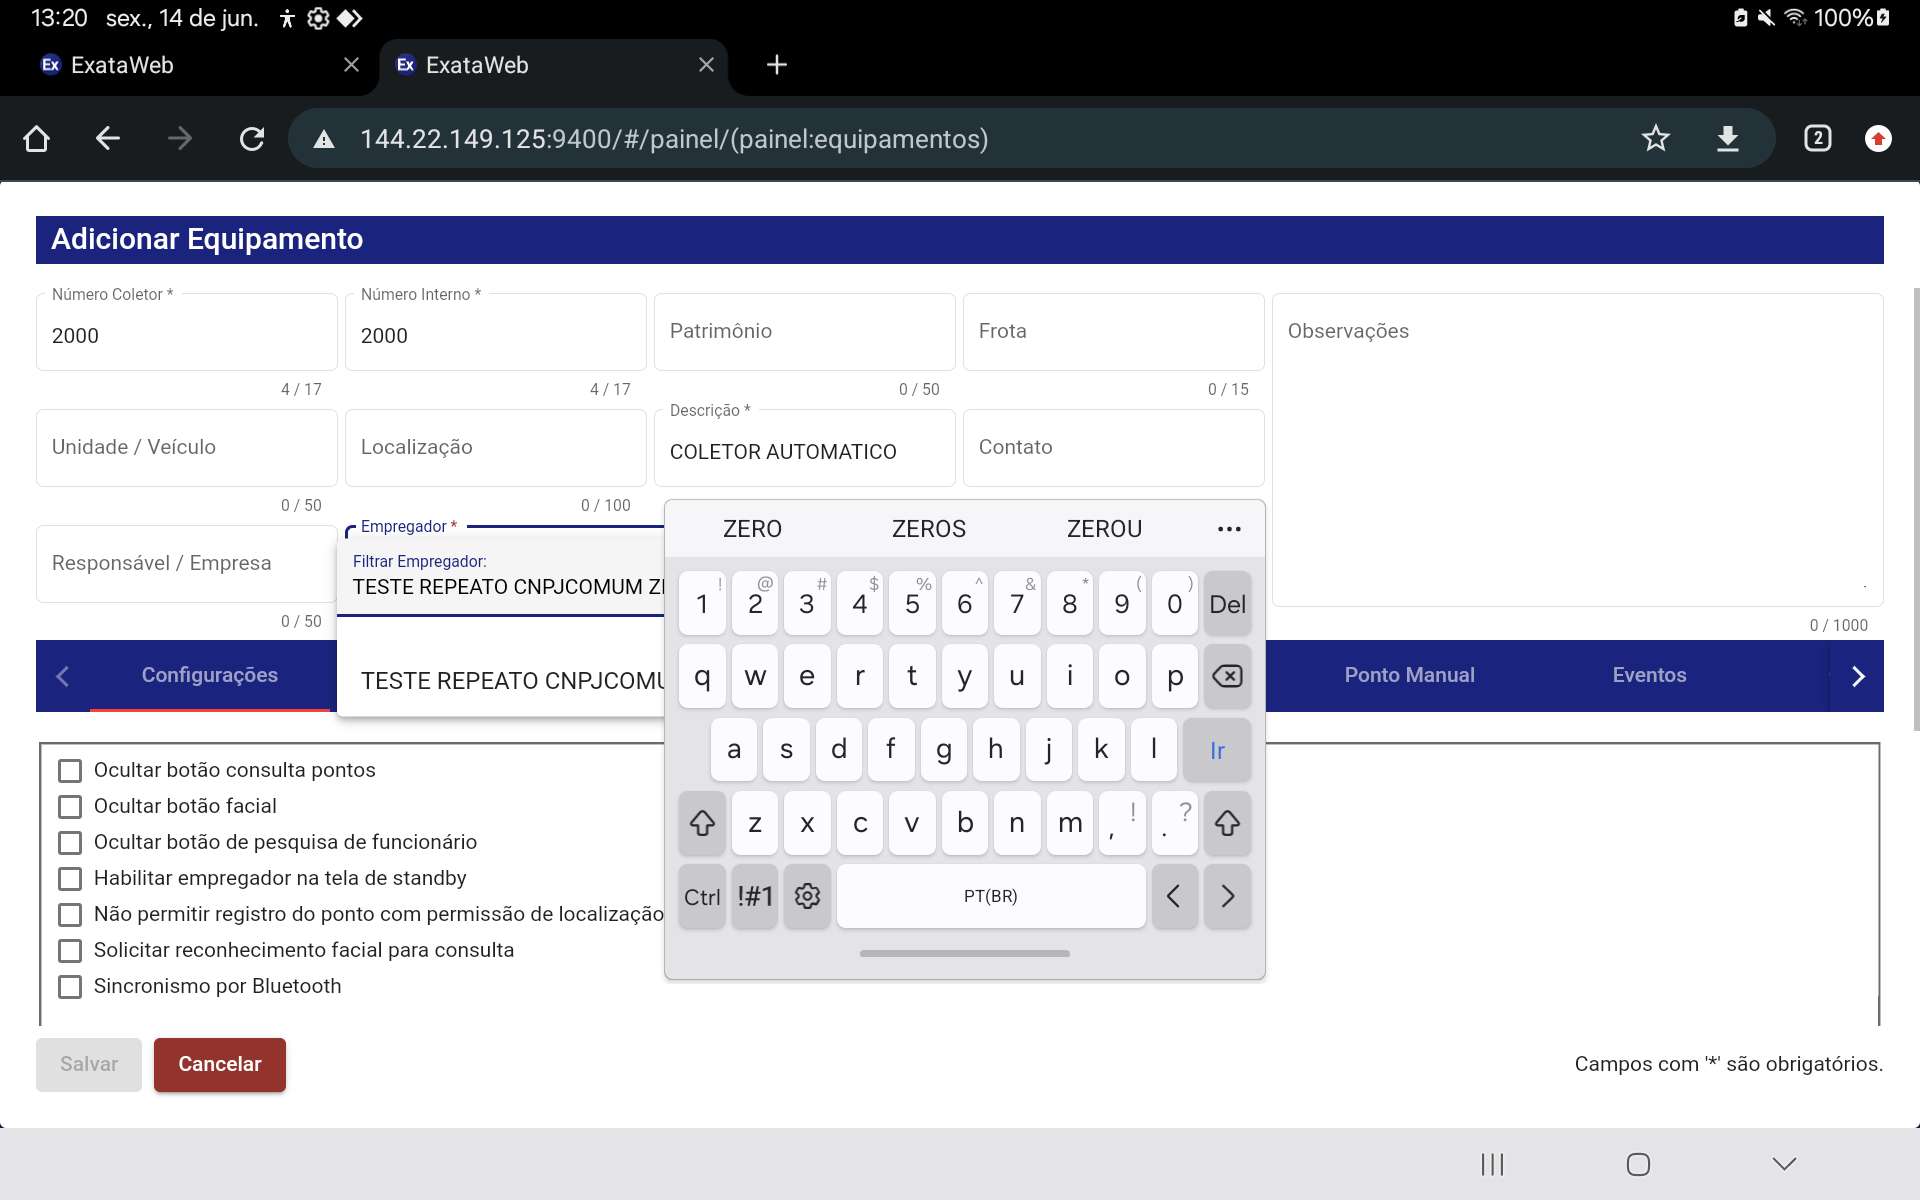 13:20 sex., 14 de jun. 100%
Ex ExataWeb
Ex ExataWeb
144.22.149.125:9400/#/painel/(painel:equipamentos)
2
Adicionar Equipamento
Número Coletor *
2000
4 / 17
Número Interno *
2000
4 / 17
Patrimônio
0 / 50
Frota
0 / 15
Observações
0 / 1000
Unidade / Veículo
0 / 50
Localização
0 / 100
Descrição *
COLETOR AUTOMATICO
Contato
Responsável / Empresa
0 / 50
Empregador *
Filtrar Empregador:
TESTE REPEATO CNPJCOMUM
TESTE REPEATO
Configurações
Ponto Manual
Eventos
Ocultar botão consulta pontos
Ocultar botão facial
Ocultar botão de pesquisa de funcionário
Habilitar empregador na tela de standby
Não permitir registro do ponto com permissão de localização
Solicitar reconhecimento facial para consulta
Sincronismo por Bluetooth
Salvar
Cancelar
Campos com '*' são obrigatórios.
ZERO ZEROS ZEROU ...
! @ # $ % ^ & * ( )
1 2 3 4 5 6 7 8 9 0 Del
q w e r t y u i o p
a s d f g h j k l Ir
z x c v b n m , ! . ?
Ctrl !#1 PT(BR) < >